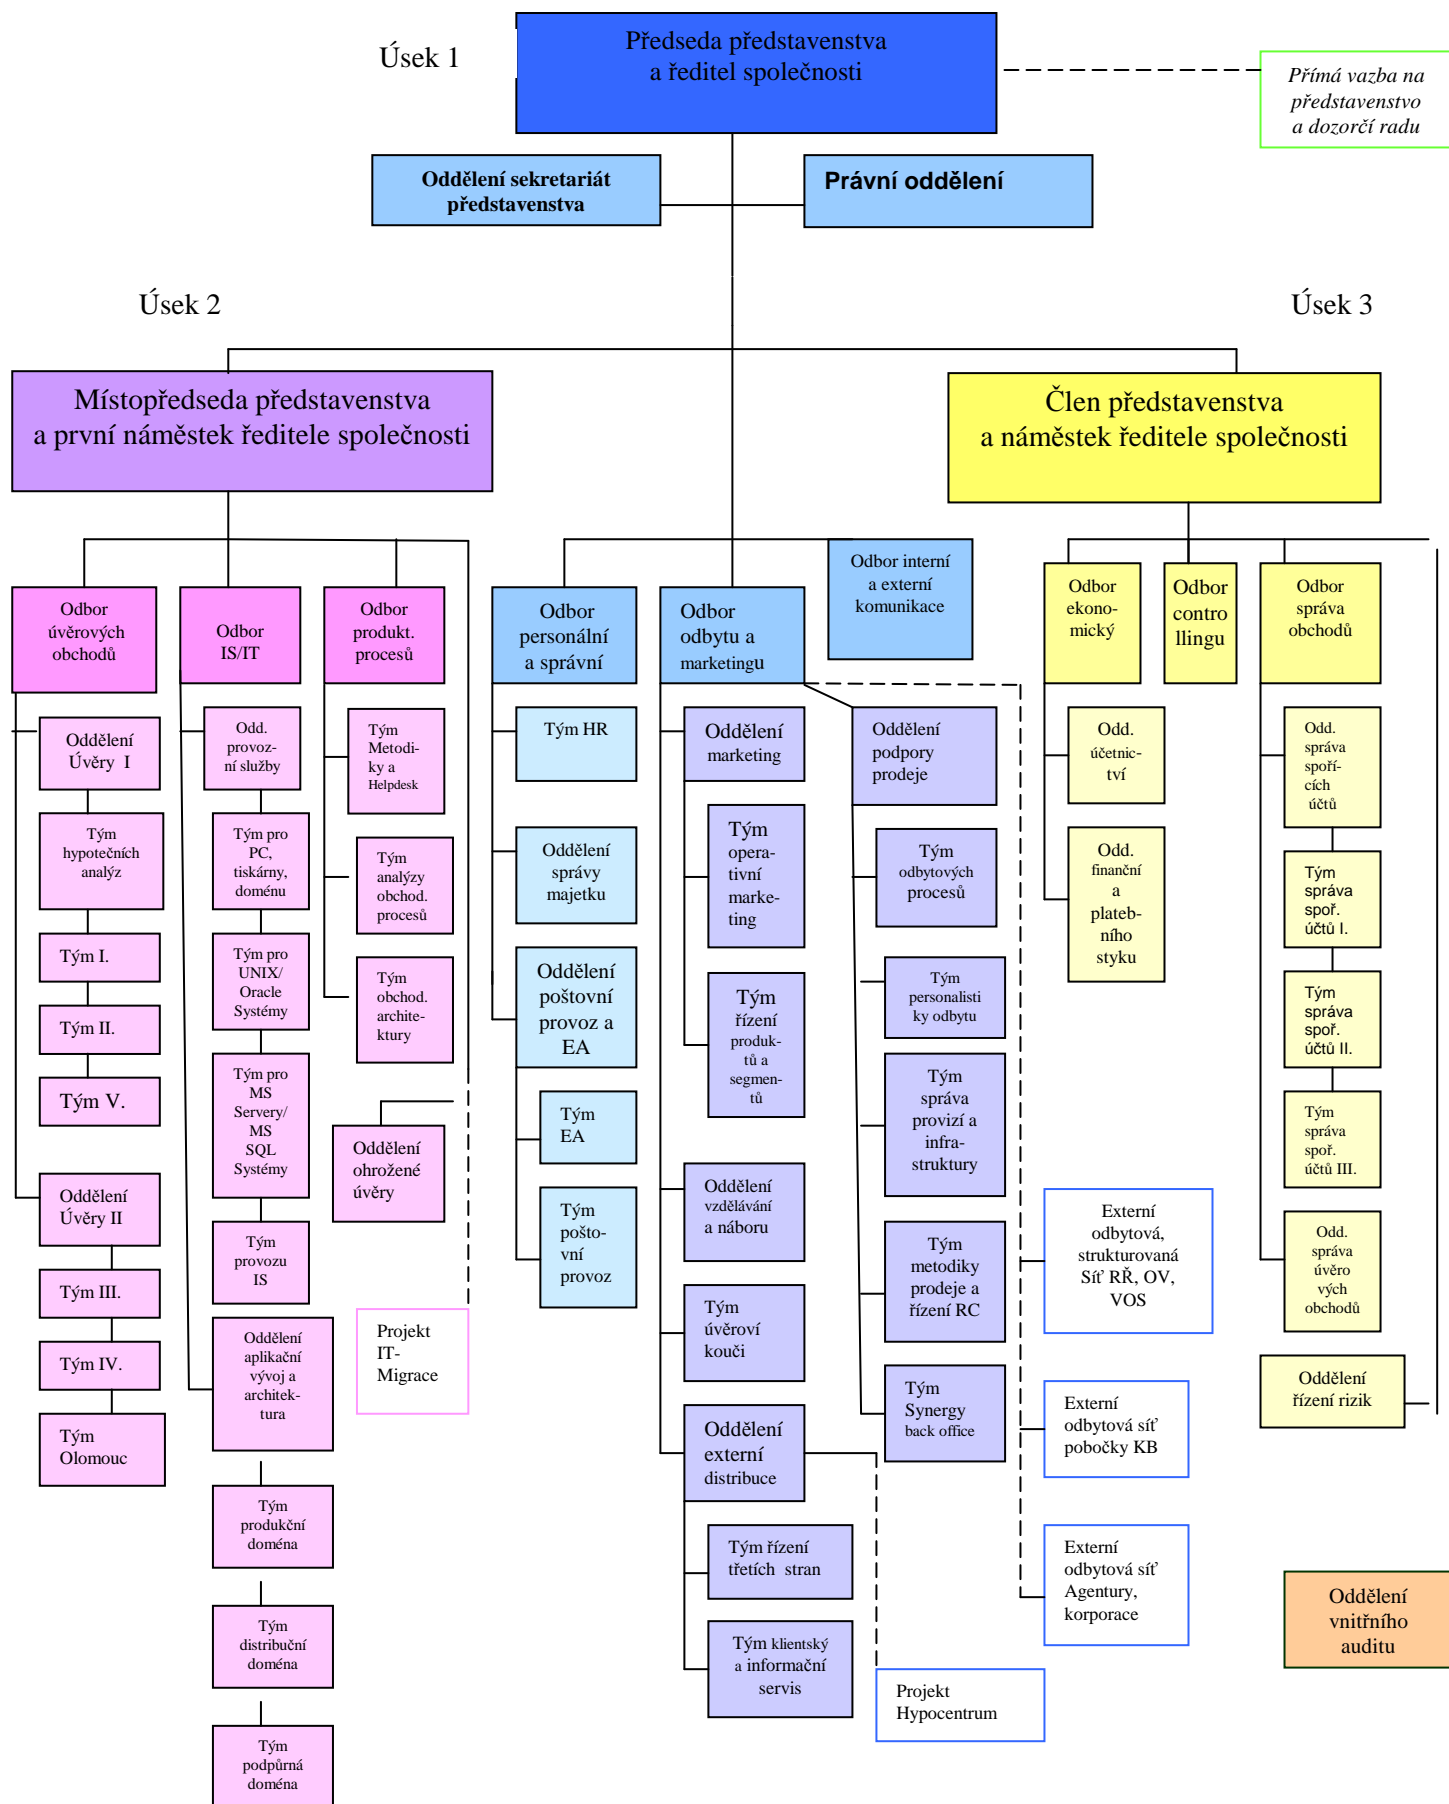 Úsek 1
Předseda představenstva
a ředitel společnosti
Přímá vazba na
představenstvo
a dozorčí radu
Oddělení sekretariát
představenstva
Právní oddělení
Úsek 2
Úsek 3
Místopředseda představenstva
a první náměstek ředitele společnosti
Člen představenstva
a náměstek ředitele společnosti
Odbor
úvěrových
obchodů
Odbor
IS/IT
Odbor
produkt.
procesů
Odbor
personální
a správní
Odbor
odbytu a
marketingu
Odbor interní
a externí
komunikace
Odbor
ekono-
mický
Odbor
contro
llingu
Odbor
správa
obchodů
Oddělení
Úvěry I
Tým
hypotečních
analýz
Tým I.
Tým II.
Tým V.
Oddělení
Úvěry II
Tým III.
Tým IV.
Tým
Olomouc
Odd.
provoz-
ní služby
Tým pro
PC,
tiskárny,
doménu
Tým pro
UNIX/
Oracle
Systémy
Tým pro
MS
Servery/
MS
SQL
Systémy
Tým
provozu
IS
Oddělení
aplikační
vývoj a
architek-
tura
Tým
produkční
doména
Tým
distribuční
doména
Tým
podpůrná
doména
Tým
Metodi-
ky a
Helpdesk
Tým
analýzy
obchod.
procesů
Tým
obchod.
archite-
ktury
Oddělení
ohrožené
úvěry
Projekt
IT-
Migrace
Tým HR
Oddělení
správy
majetku
Oddělení
poštovní
provoz a
EA
Tým
EA
Tým
pošto-
vní
provoz
Oddělení
marketing
Tým
opera-
tivní
marke-
ting
Tým
řízení
produk-
tů a
segmen-
tů
Oddělení
vzdělávání
a náboru
Tým
úvěroví
kouči
Oddělení
externí
distribuce
Tým řízení
třetích stran
Tým klientský
a informační
servis
Oddělení
podpory
prodeje
Tým
odbytových
procesů
Tým
personalisti
ky odbytu
Tým
správa
provizí a
infra-
struktury
Tým
metodiky
prodeje a
řízení RC
Tým
Synergy
back office
Projekt
Hypocentrum
Externí
odbytová,
strukturovaná
Síť RŘ, OV,
VOS
Externí
odbytová síť
pobočky KB
Externí
odbytová síť
Agentury,
korporace
Odd.
účetnic-
tví
Odd.
finanční
a
plateb-
ního
styku
Odd.
správa
spoří-
cích
účtů
Tým
správa
spoř.
účtů I.
Tým
správa
spoř.
účtů II.
Tým
správa
spoř.
účtů III.
Odd.
správa
úvěro
vých
obchodů
Oddělení
řízení rizik
Oddělení
vnitřního
auditu